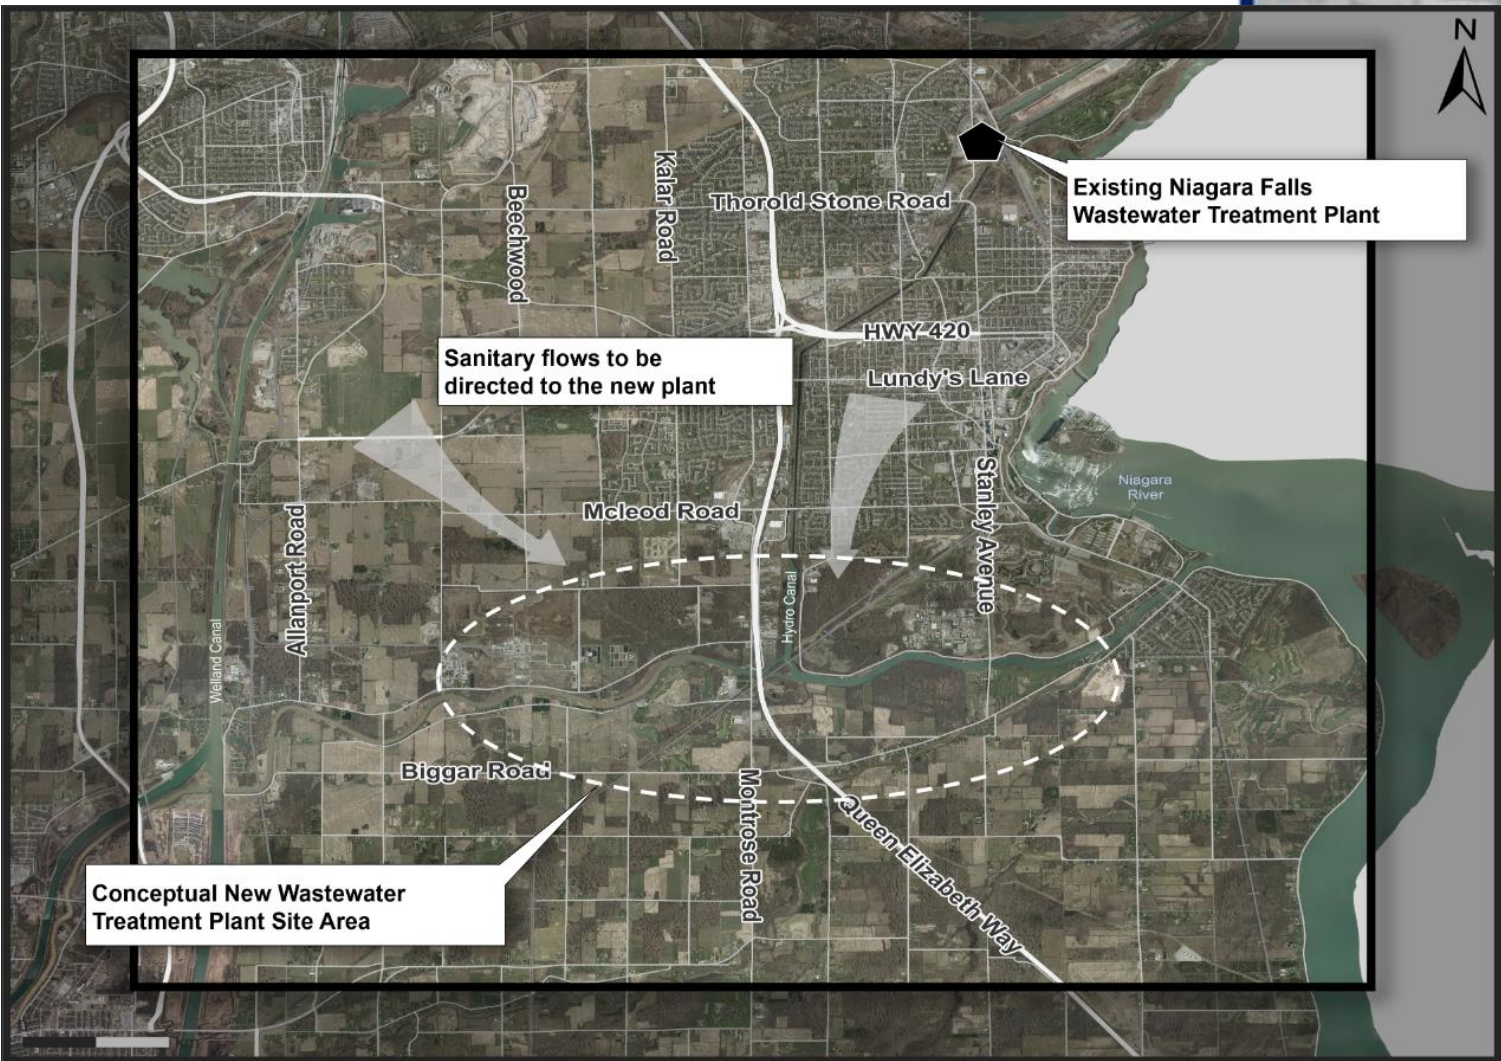 N
Existing Niagara Falls
Wastewater Treatment Plant
Kalar Road
Beechwood
Thorold Stone Road
HWY 420
Sanitary flows to be
directed to the new plant
Lundy's Lane
Stanley Avenue
Niagara
River
Mcleod Road
Allanport Road
Hydro Canal
Welland Canal
Biggar Road
Montrose Road
Queen Elizabeth Way
Conceptual New Wastewater
Treatment Plant Site Area